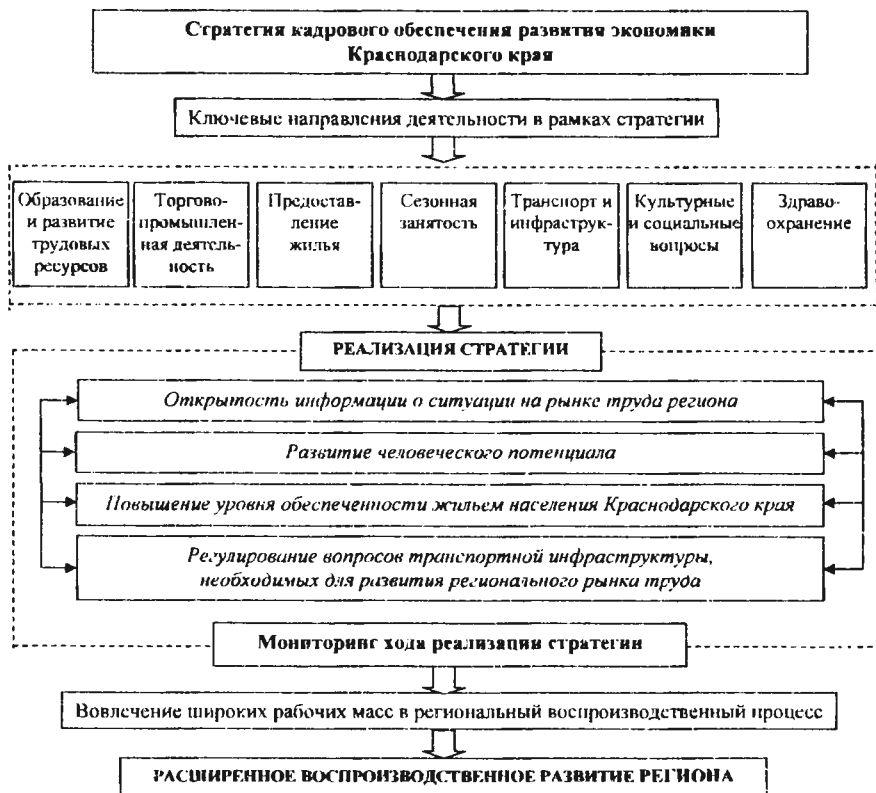 Стратегия кадрового обеспечения развития экономики
Краснодарского края
Ключевые направления деятельности в рамках стратегии
Образование
и развитие
трудовых
ресурсов
Торгово-
промышлен-
ная деятель-
ность
Предостав-
ление
жилья
Сезонная
занятость
Транспорт и
инфраструк-
тура
Культурные
и социальные
вопросы
Здраво-
охранение
РЕАЛИЗАЦИЯ СТРАТЕГИИ
Открытость информации о ситуации на рынке труда региона
Развитие человеческого потенциала
Повышение уровня обеспеченности жильем населения Краснодарского края
Регулирование вопросов транспортной инфраструктуры,
необходимых для развития регионального рынка труда
Мониторинг хода реализации стратегии
Вовлечение широких рабочих масс в региональный воспроизводственный процесс
РАСШИРЕННОЕ ВОСПРОИЗВОДСТВЕННОЕ РАЗВИТИЕ РЕГИОНА